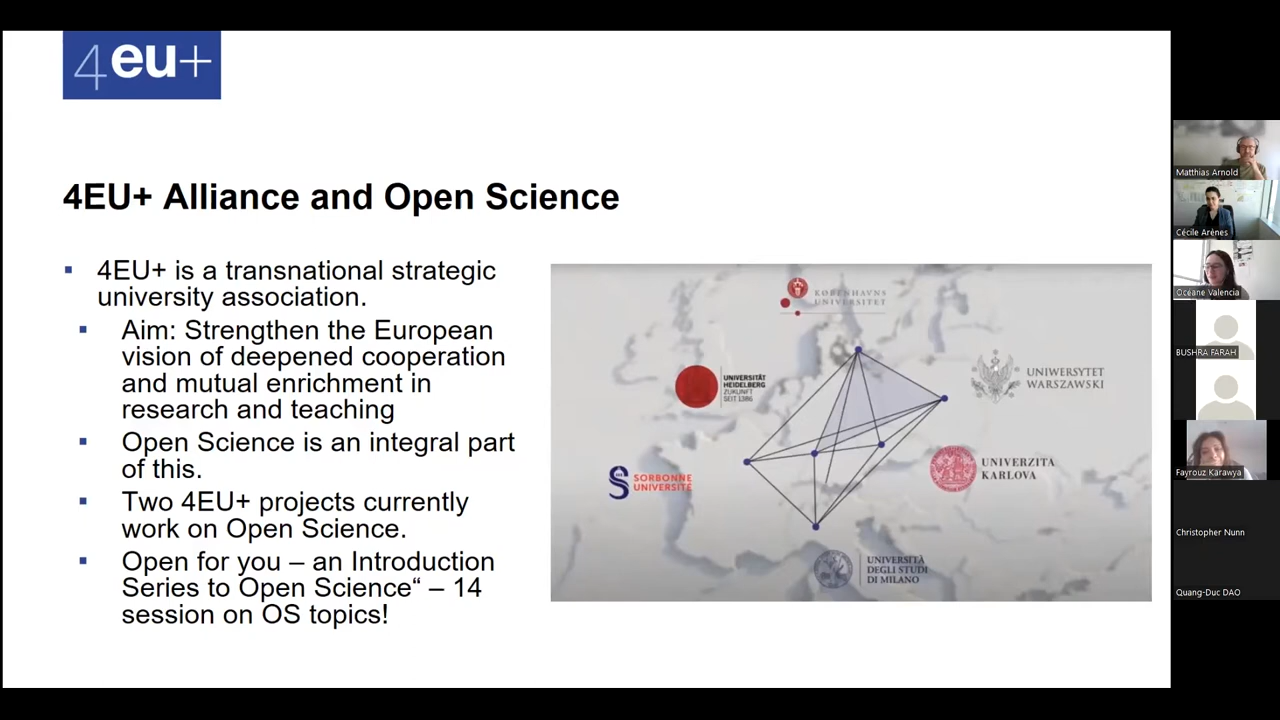 4eu+
4EU+ Alliance and Open Science
▪ 4EU+ is a transnational strategic
university association.
▪ Aim: Strengthen the European
vision of deepened cooperation
and mutual enrichment in
research and teaching
▪ Open Science is an integral part
of this.
▪ Two 4EU+ projects currently
work on Open Science.
▪ Open for you – an Introduction
Series to Open Science“ – 14
session on OS topics!
KØBENHAVNS
UNIVERSITET
UNIVERSITÄT
HEIDELBERG
ZUKUNFT
SEIT 1386
UNIWERSYTET
WARSZAWSKI
SORBONNE
UNIVERSITÉ
UNIVERZITA
KARLOVA
UNIVERSITÀ
DEGLI STUDI
DI MILANO
Matthias Arnold
Cécile Arènes
Océane Valencia
BUSHRA FARAH
Fayrouz Karawya
Christopher Nunn
Quang-Duc DAO